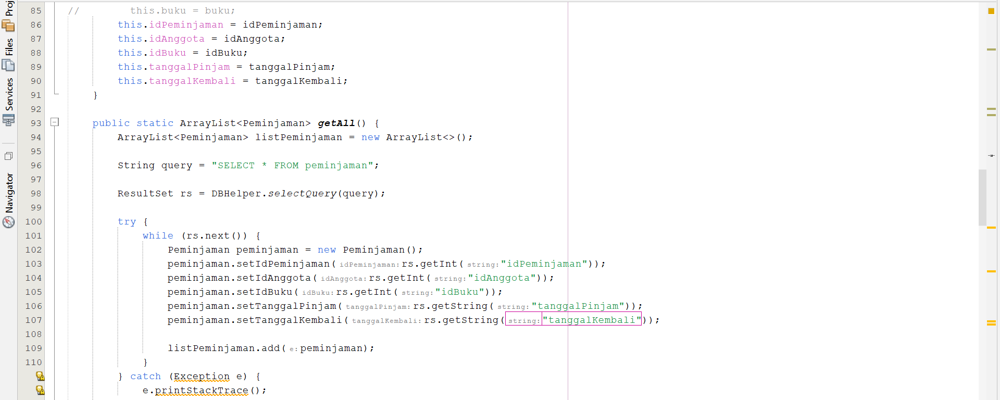 Proj
Files
Services
Navigator
85 //        this.buku = buku;
86        this.idPeminjaman = idPeminjaman;
87        this.idAnggota = idAnggota;
88        this.idBuku = idBuku;
89        this.tanggalPinjam = tanggalPinjam;
90        this.tanggalKembali = tanggalKembali;
91    }
92
93    public static ArrayList<Peminjaman> getAll() {
94        ArrayList<Peminjaman> listPeminjaman = new ArrayList<>();
95
96        String query = "SELECT * FROM peminjaman";
97
98        ResultSet rs = DBHelper.selectQuery(query);
99
100        try {
101            while (rs.next()) {
102                Peminjaman peminjaman = new Peminjaman();
103                peminjaman.setIdPeminjaman( idPeminjaman: rs.getInt( string: "idPeminjaman"));
104                peminjaman.setIdAnggota( idAnggota: rs.getInt( string: "idAnggota"));
105                peminjaman.setIdBuku( idBuku: rs.getInt( string: "idBuku"));
106                peminjaman.setTanggalPinjam( tanggalPinjam: rs.getString( string: "tanggalPinjam"));
107                peminjaman.setTanggalKembali( tanggalKembali: rs.getString( string: "tanggalKembali"));
108
109                listPeminjaman.add( e: peminjaman);
110            }
        } catch (Exception e) {
            e.printStackTrace();